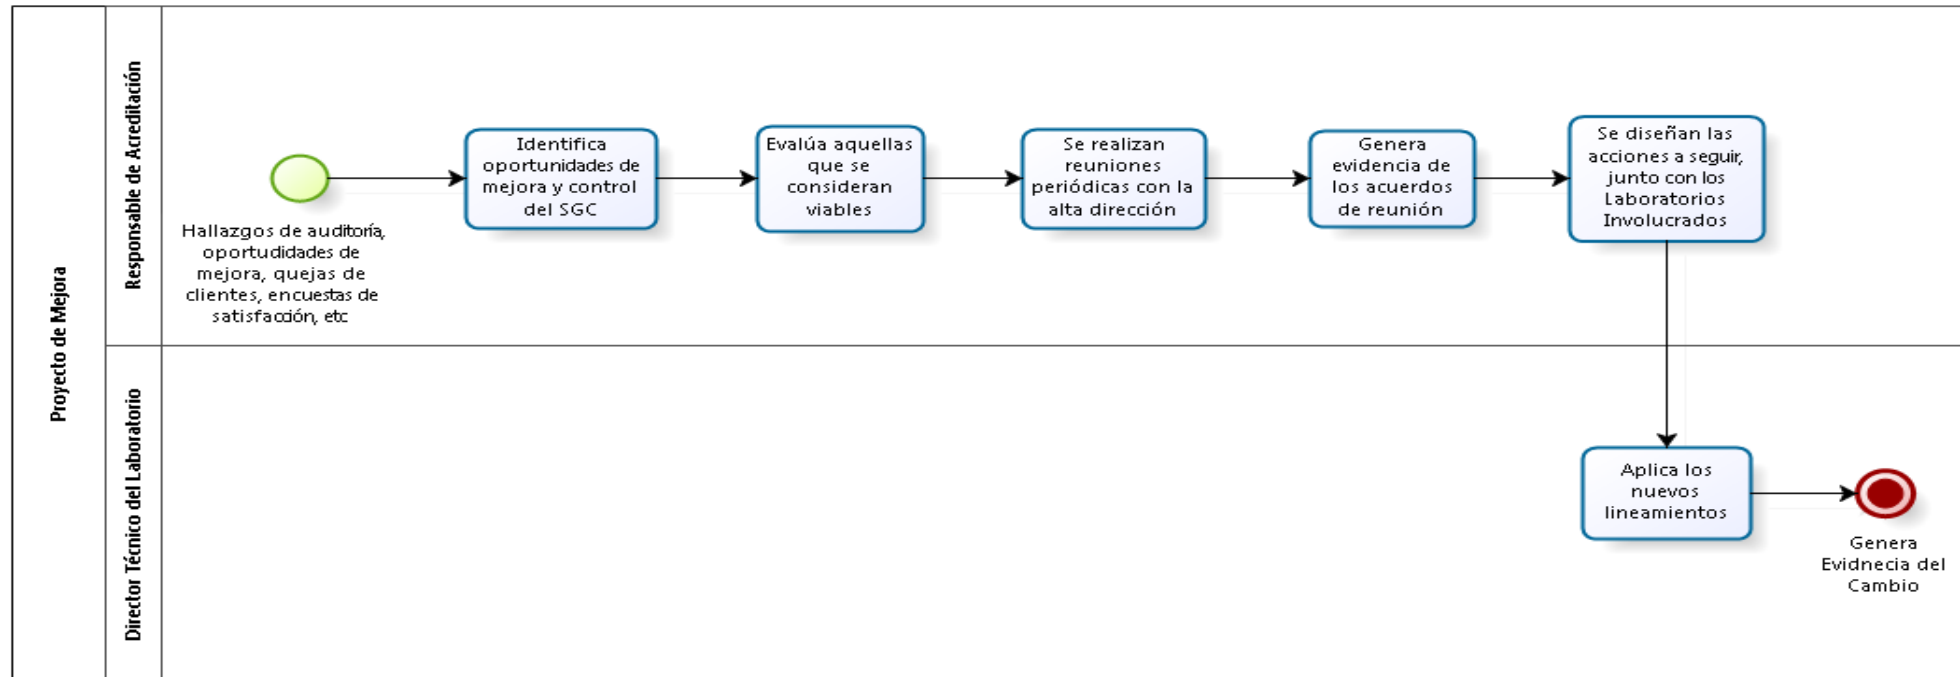 Proyecto de Mejora
Responsable de Acreditación
Hallazgos de auditoría,
oportudidades de
mejora, quejas de
clientes, encuestas de
satisfacción, etc
Identifica
oportunidades de
mejora y control
del SGC
Evalúa aquellas
que se
consideran
viables
Se realizan
reuniones
periódicas con la
alta dirección
Genera
evidencia de
los acuerdos
de reunión
Se diseñan las
acciones a seguir,
junto con los
Laboratorios
Involucrados
Director Técnico del Laboratorio
Aplica los
nuevos
lineamientos
Genera
Evidnecia del
Cambio